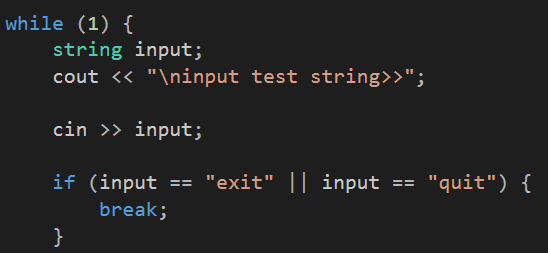 while (1) {
    string input;
    cout << "\ninput test string>>";

    cin >> input;

    if (input == "exit" || input == "quit") {
        break;
    }